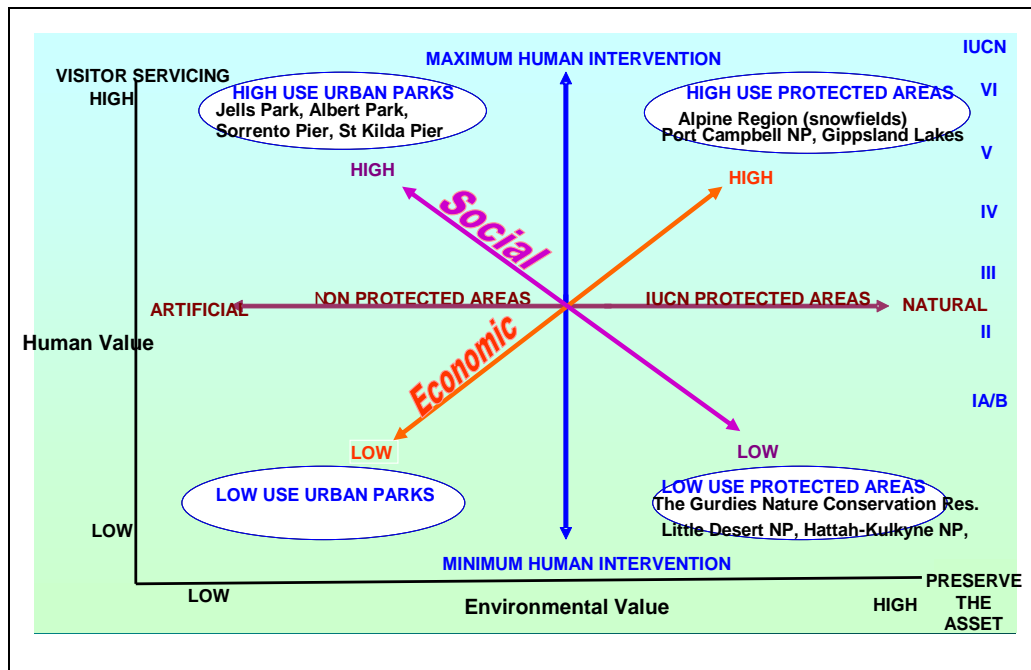 IUCN
MAXIMUM HUMAN INTERVENTION
VISITOR SERVICING
HIGH
HIGH USE URBAN PARKS
Jells Park, Albert Park,
Sorrento Pier, St Kilda Pier
HIGH USE PROTECTED AREAS
Alpine Region (snowfields)
Port Campbell NP, Gippsland Lakes
VI
V
HIGH
HIGH
Social
IV
III
NON PROTECTED AREAS
IUCN PROTECTED AREAS
ARTIFICIAL
NATURAL
II
Human Value
Economic
IA/B
LOW
LOW
LOW USE URBAN PARKS
LOW USE PROTECTED AREAS
The Gurdies Nature Conservation Res.
Little Desert NP, Hattah-Kulkyne NP,
LOW
MINIMUM HUMAN INTERVENTION
LOW
Environmental Value
HIGH
PRESERVE
THE
ASSET